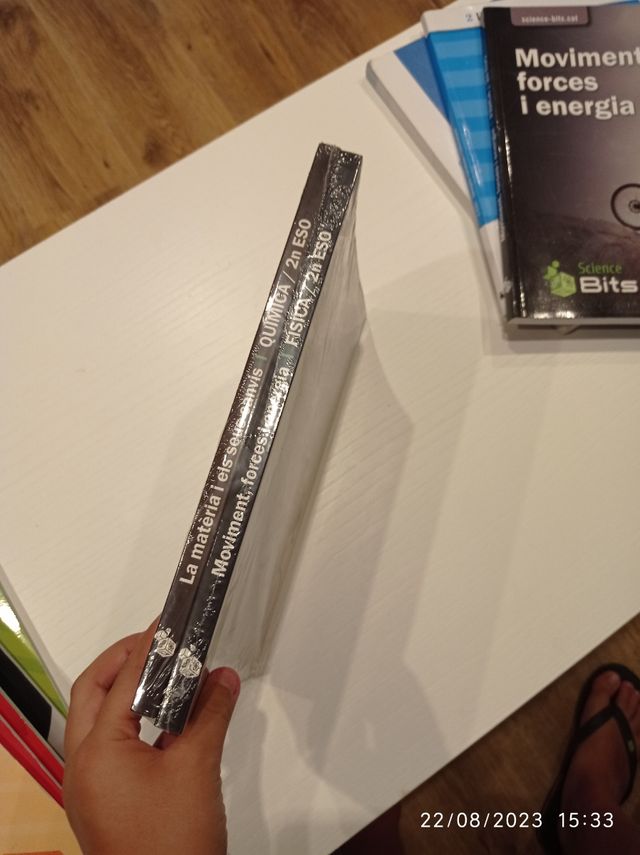 science-bits.cat
2
Moviment
forces
i energia
Science
Bits
La matèria i els seus canvis | QUÍMICA / 2n ESO
Moviment, forces i energia | FÍSICA / 2n ESO
22/08/2023 15:33